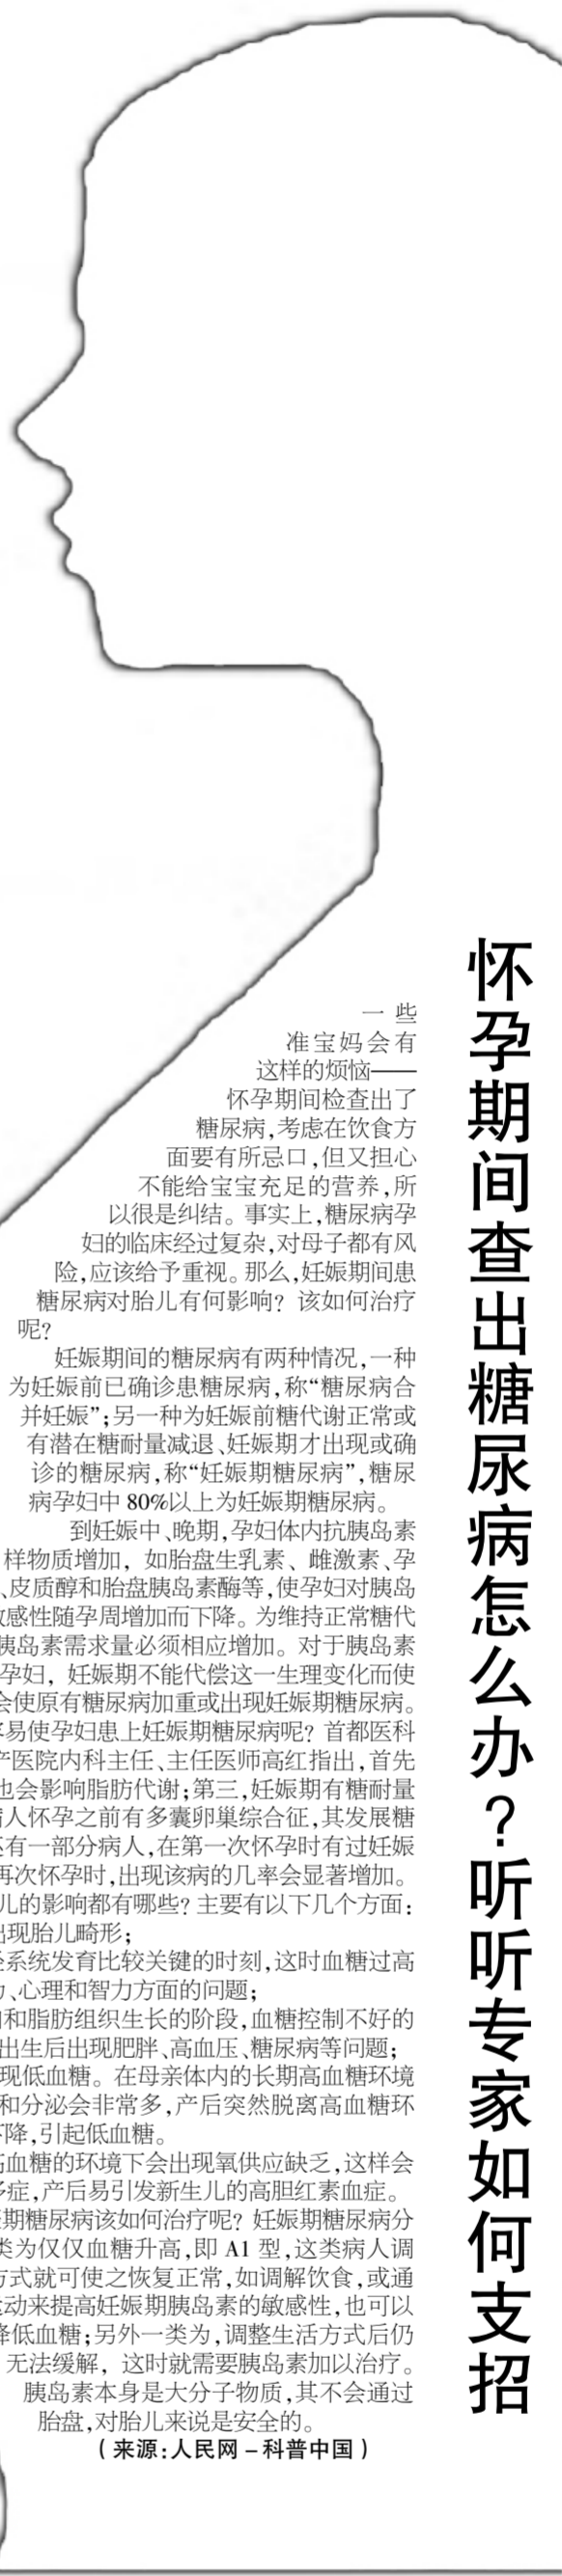 怀孕期间查出糖尿病怎么办？听听专家如何支招
一些
准宝妈会有
这样的烦恼——
怀孕期间检查出了
糖尿病，考虑在饮食方
面要有所忌口，但又担心
不能给宝宝充足的营养，所
以很是纠结。事实上，糖尿病孕
妇的临床经过复杂，对母子都有风
险，应该给予重视。那么，妊娠期间患
糖尿病对胎儿有何影响？该如何治疗
呢？
妊娠期间的糖尿病有两种情况，一种
为妊娠前已确诊患糖尿病，称“糖尿病合
并妊娠”；另一种为妊娠前糖代谢正常或
有潜在糖耐量减退、妊娠期才出现或确
诊的糖尿病，称“妊娠期糖尿病”，糖尿
病孕妇中80%以上为妊娠期糖尿病。
到妊娠中、晚期，孕妇体内抗胰岛素
样物质增加，如胎盘生乳素、雌激素、孕
、皮质醇和胎盘胰岛素酶等，使孕妇对胰岛
感性随孕周增加而下降。为维持正常糖代
胰岛素需求量必须相应增加。对于胰岛素
孕妇，妊娠期不能代偿这一生理变化而使
会使原有糖尿病加重或出现妊娠期糖尿病。
易使孕妇患上妊娠期糖尿病呢？首都医科
产医院内科主任、主任医师高红指出，首先
也会影响脂肪代谢；第三，妊娠期有糖耐量
人怀孕之前有多囊卵巢综合征，其发展糖
有一部分病人，在第一次怀孕时有过妊娠
再次怀孕时，出现该病的几率会显著增加。
儿的影响都有哪些？主要有以下几个方面：
出现胎儿畸形；
系统发育比较关键的时刻，这时血糖过高
、心理和智力方面的问题；
和脂肪组织生长的阶段，血糖控制不好的
出生后出现肥胖、高血压、糖尿病等问题；
现低血糖。在母亲体内的长期高血糖环境
和分泌会非常多，产后突然脱离高血糖环
下降，引起低血糖。
高血糖的环境下会出现氧供应缺乏，这样会
多症，产后易引发新生儿的高胆红素血症。
期糖尿病该如何治疗呢？妊娠期糖尿病分
类为仅仅血糖升高，即A1型，这类病人调
方式就可使之恢复正常，如调解饮食，或通
运动来提高妊娠期胰岛素的敏感性，也可以
降低血糖；另外一类为，调整生活方式后仍
无法缓解，这时就需要胰岛素加以治疗。
胰岛素本身是大分子物质，其不会通过
胎盘，对胎儿来说是安全的。
（来源：人民网－科普中国）